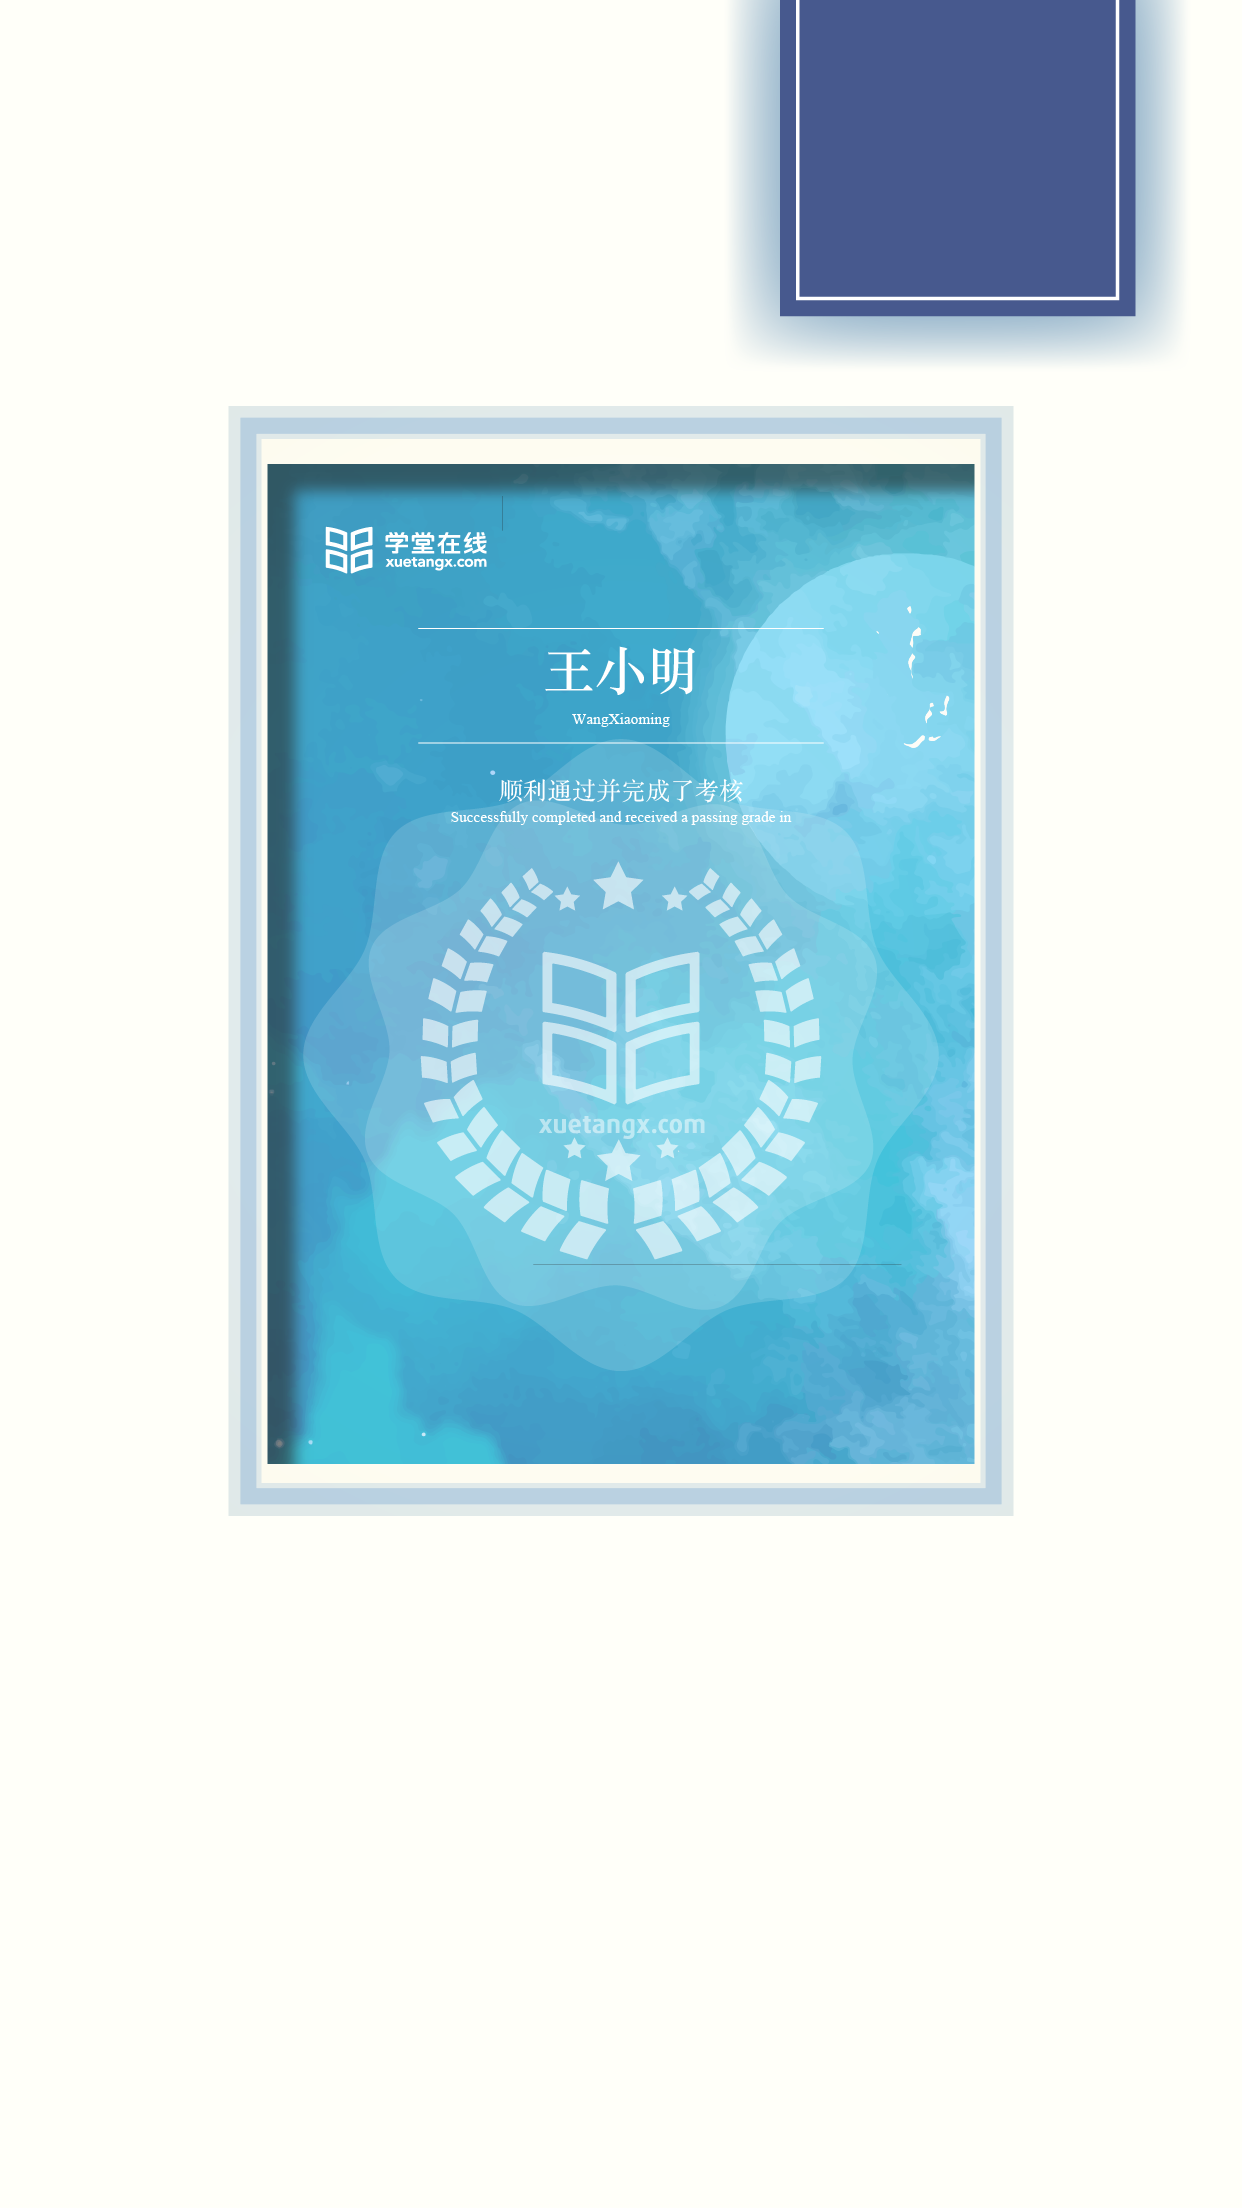 学堂在线
xuetangx.com
王小明
WangXiaoming
顺利通过并完成了考核
Successfully completed and received a passing grade in
xuetangx.com